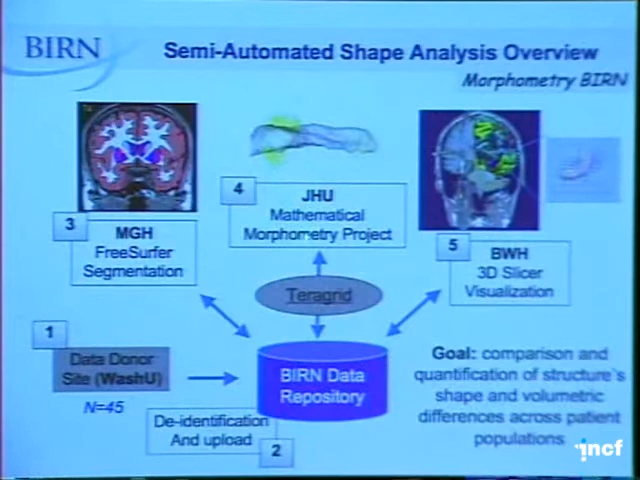 BIRN
Semi-Automated Shape Analysis Overview
Morphometry BIRN
3
MGH
FreeSurfer
Segmentation
4
JHU
Mathematical
Morphometry Project
5
BWH
3D Slicer
Visualization
Teragrid
1
Data Donor
Site (WashU)
N=45
BIRN Data
Repository
De-identification
And upload
2
Goal: comparison and
quantification of structure's
shape and volumetric
differences across patient
populations
incf